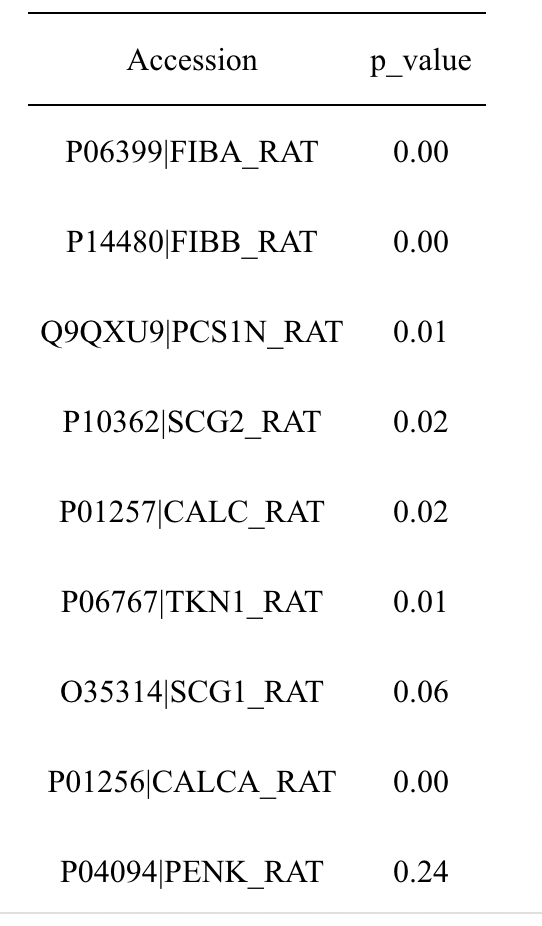 Accession p_value
P06399|FIBA_RAT 0.00
P14480|FIBB_RAT 0.00
Q9QXU9|PCS1N_RAT 0.01
P10362|SCG2_RAT 0.02
P01257|CALC_RAT 0.02
P06767|TKN1_RAT 0.01
O35314|SCG1_RAT 0.06
P01256|CALCA_RAT 0.00
P04094|PENK_RAT 0.24